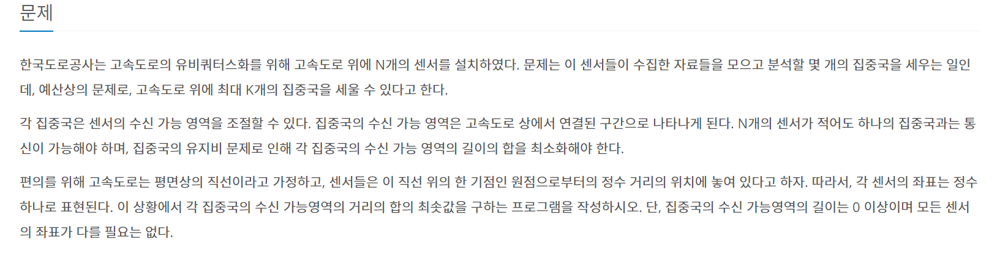 문제
한국도로공사는 고속도로의 유비쿼터스화를 위해 고속도로 위에 N개의 센서를 설치하였다. 문제는 이 센서들이 수집한 자료들을 모으고 분석할 몇 개의 집중국을 세우는 일인
데, 예산상의 문제로, 고속도로 위에 최대 K개의 집중국을 세울 수 있다고 한다.
각 집중국은 센서의 수신 가능 영역을 조절할 수 있다. 집중국의 수신 가능 영역은 고속도로 상에서 연결된 구간으로 나타나게 된다. N개의 센서가 적어도 하나의 집중국과는 통
신이 가능해야 하며, 집중국의 유지비 문제로 인해 각 집중국의 수신 가능 영역의 길이의 합을 최소화해야 한다.
편의를 위해 고속도로는 평면상의 직선이라고 가정하고, 센서들은 이 직선 위의 한 기점인 원점으로부터의 정수 거리의 위치에 놓여 있다고 하자. 따라서, 각 센서의 좌표는 정수
하나로 표현된다. 이 상황에서 각 집중국의 수신 가능영역의 거리의 합의 최솟값을 구하는 프로그램을 작성하시오. 단, 집중국의 수신 가능영역의 길이는 0 이상이며 모든 센서
의 좌표가 다를 필요는 없다.